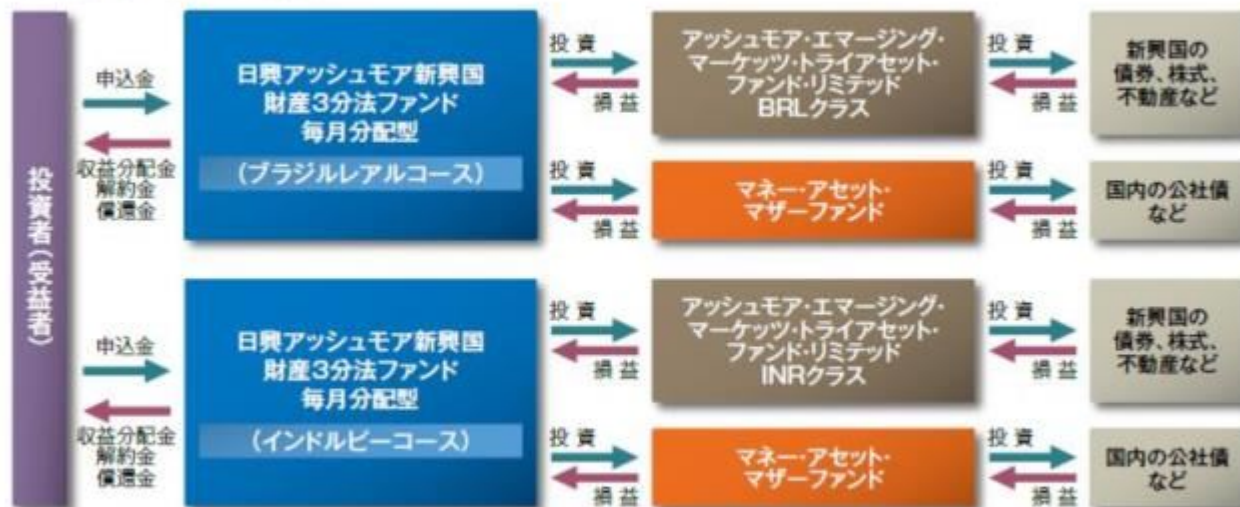 投資者(受益者)
申込金
収益分配金
解約金
償還金
日興アッシュモア新興国
財産3分法ファンド
毎月分配型
(ブラジルレアルコース)
投資
損益
アッシュモア・エマージング・
マーケッツ・トライアセット・
ファンド・リミテッド
BRLクラス
投資
損益
新興国の
債券、株式、
不動産など
投資
損益
マネー・アセット・
マザーファンド
投資
損益
国内の公社債
など
申込金
収益分配金
解約金
償還金
日興アッシュモア新興国
財産3分法ファンド
毎月分配型
(インドルピーコース)
投資
損益
アッシュモア・エマージング・
マーケッツ・トライアセット・
ファンド・リミテッド
INRクラス
投資
損益
新興国の
債券、株式、
不動産など
投資
損益
マネー・アセット・
マザーファンド
投資
損益
国内の公社債
など